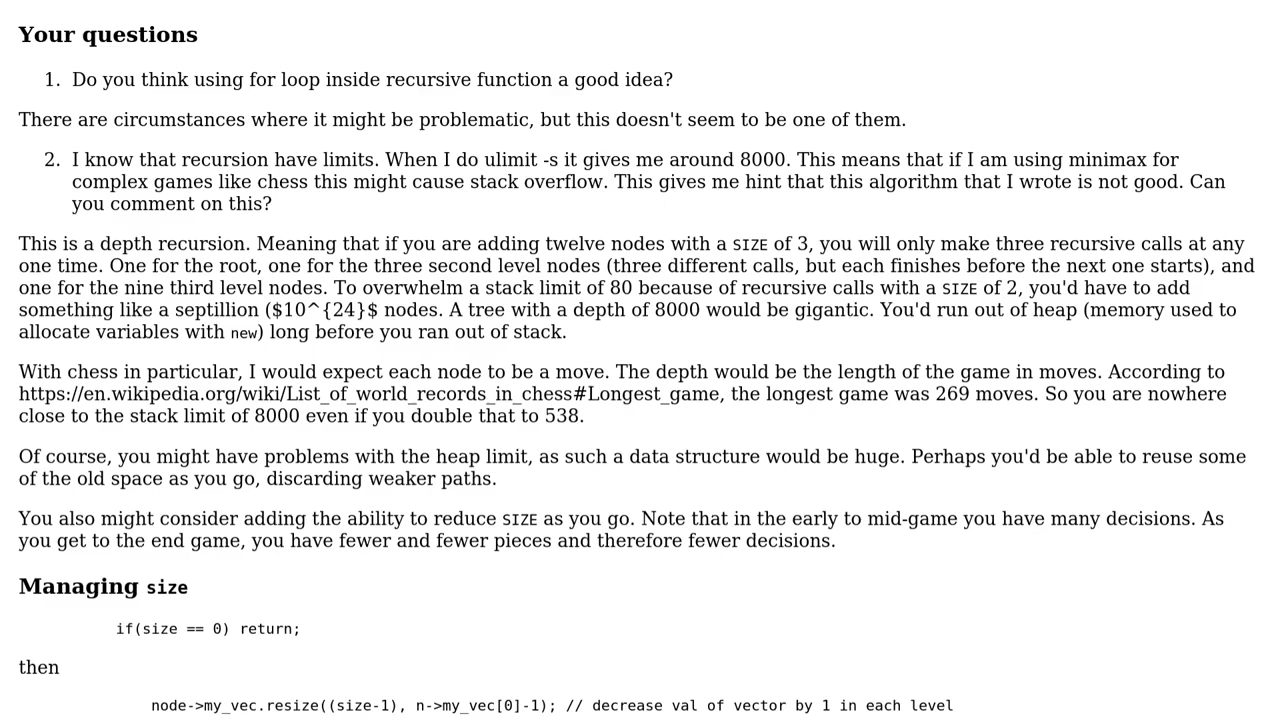 Your questions
1. Do you think using for loop inside recursive function a good idea?
There are circumstances where it might be problematic, but this doesn't seem to be one of them.
2. I know that recursion have limits. When I do ulimit -s it gives me around 8000. This means that if I am using minimax for
complex games like chess this might cause stack overflow. This gives me hint that this algorithm that I wrote is not good. Can
you comment on this?
This is a depth recursion. Meaning that if you are adding twelve nodes with a SIZE of 3, you will only make three recursive calls at any
one time. One for the root, one for the three second level nodes (three different calls, but each finishes before the next one starts), and
one for the nine third level nodes. To overwhelm a stack limit of 80 because of recursive calls with a SIZE of 2, you'd have to add
something like a septillion ($10^{24}$ nodes. A tree with a depth of 8000 would be gigantic. You'd run out of heap (memory used to
allocate variables with new) long before you ran out of stack.
With chess in particular, I would expect each node to be a move. The depth would be the length of the game in moves. According to
https://en.wikipedia.org/wiki/List_of_world_records_in_chess#Longest_game, the longest game was 269 moves. So you are nowhere
close to the stack limit of 8000 even if you double that to 538.
Of course, you might have problems with the heap limit, as such a data structure would be huge. Perhaps you'd be able to reuse some
of the old space as you go, discarding weaker paths.
You also might consider adding the ability to reduce SIZE as you go. Note that in the early to mid-game you have many decisions. As
you get to the end game, you have fewer and fewer pieces and therefore fewer decisions.
Managing size
if(size == 0) return;
then
node->my_vec.resize((size-1), n->my_vec[0]-1); // decrease val of vector by 1 in each level